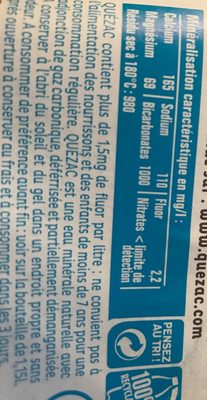 sur : www.quezac.com
Minéralisation caractéristique en mg/l :
Calcium 165 Sodium 110 Fluor 2,2
Magnésium 69 Bicarbonates 1000 Nitrates < limite de
Résidu sec à 180°C: 980 détection
QUEZAC contient plus de 1,5mg de fluor par litre : ne convient pas à
l'alimentation des nourrissons et des enfants de moins de 7 ans pour une
consommation régulière. QUEZAC est une eau minérale naturelle avec
adjonction de gaz carbonique, déferrisée et partiellement démanganisée.
A conserver à l'abri du soleil et du gel dans un endroit propre et sans
odeur. A consommer de préférence avant fin : voir sur la bouteille de 1,15L.
Après ouverture à conserver au frais et à consommer dans les 3 jours.
PENSEZ
AU TRI !
100%
RECYCL